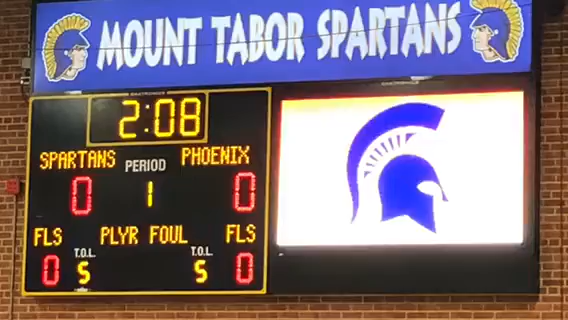 MOUNT TABOR SPARTANS
DAKTRONICS
2:08
SPARTANS PERIOD PHOENIX
0 1 0
FLS PLYR FOUL FLS
T.O.L. T.O.L.
0 5 5 0